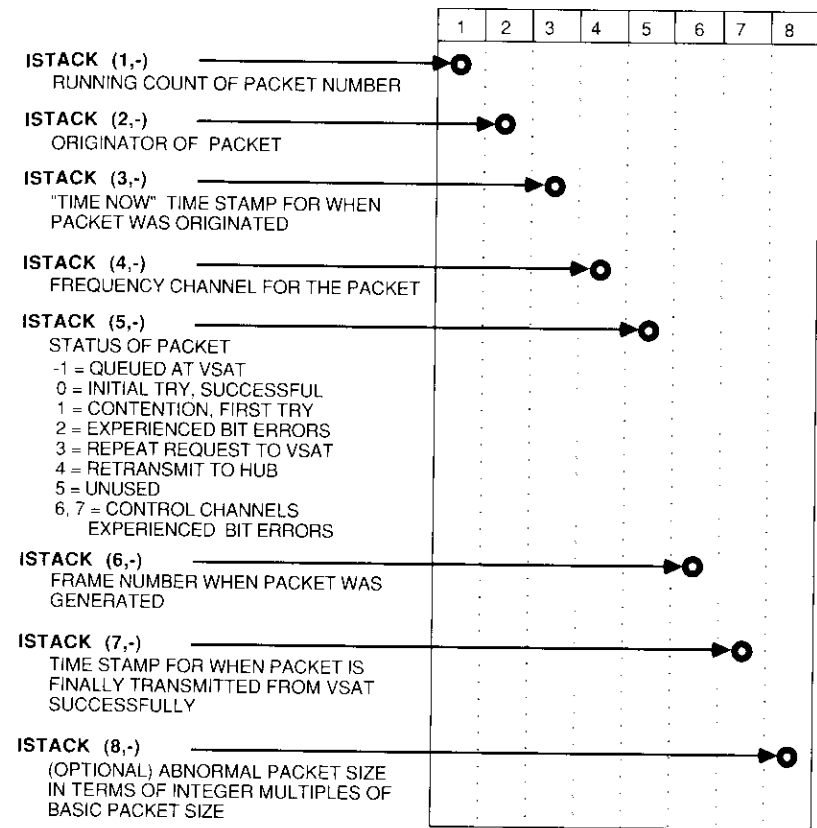 1 2 3 4 5 6 7 8
ISTACK (1,-)
RUNNING COUNT OF PACKET NUMBER
ISTACK (2,-)
ORIGINATOR OF PACKET
ISTACK (3,-)
"TIME NOW" TIME STAMP FOR WHEN
PACKET WAS ORIGINATED
ISTACK (4,-)
FREQUENCY CHANNEL FOR THE PACKET
ISTACK (5,-)
STATUS OF PACKET
-1 = QUEUED AT VSAT
0 = INITIAL TRY, SUCCESSFUL
1 = CONTENTION, FIRST TRY
2 = EXPERIENCED BIT ERRORS
3 = REPEAT REQUEST TO VSAT
4 = RETRANSMIT TO HUB
5 = UNUSED
6, 7 = CONTROL CHANNELS
EXPERIENCED BIT ERRORS
ISTACK (6,-)
FRAME NUMBER WHEN PACKET WAS
GENERATED
ISTACK (7,-)
TIME STAMP FOR WHEN PACKET IS
FINALLY TRANSMITTED FROM VSAT
SUCCESSFULLY
ISTACK (8,-)
(OPTIONAL) ABNORMAL PACKET SIZE
IN TERMS OF INTEGER MULTIPLES OF
BASIC PACKET SIZE